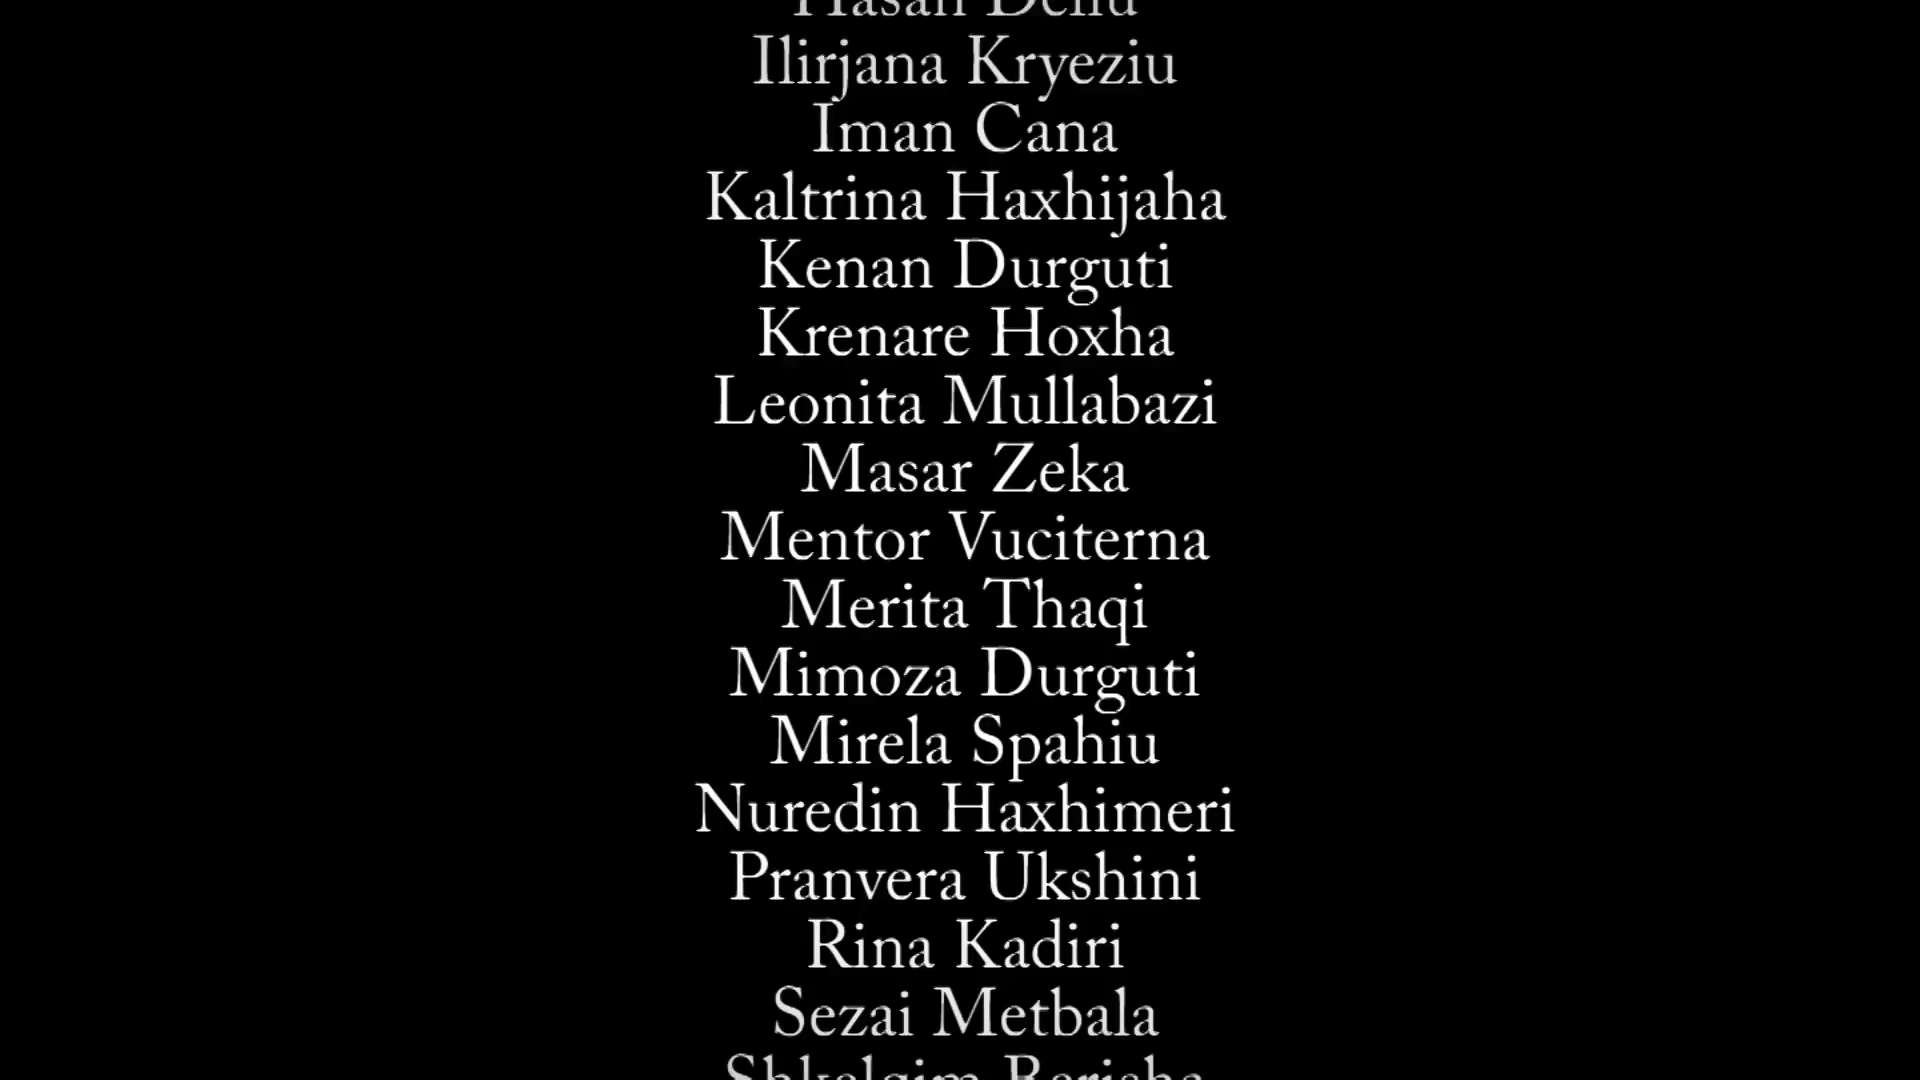 Hasan
Ilirjana Kryeziu
Iman Cana
Kaltrina Haxhijaha
Kenan Durguti
Krenare Hoxha
Leonita Mullabazi
Masar Zeka
Mentor Vuciterna
Merita Thaqi
Mimoza Durguti
Mirela Spahiu
Nuredin Haxhimeri
Pranvera Ukshini
Rina Kadiri
Sezai Metbala